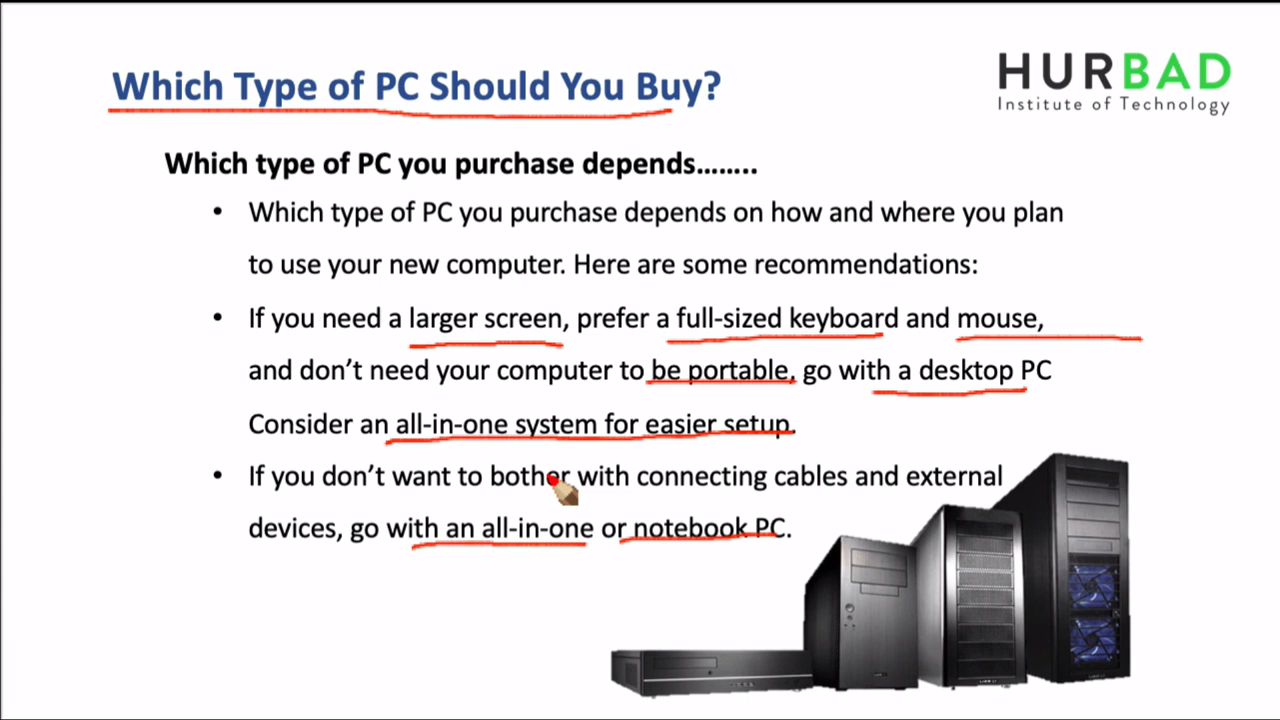 Which Type of PC Should You Buy?
HURBAD
Institute of Technology
Which type of PC you purchase depends........
• Which type of PC you purchase depends on how and where you plan
to use your new computer. Here are some recommendations:
• If you need a larger screen, prefer a full-sized keyboard and mouse,
and don’t need your computer to be portable, go with a desktop PC
Consider an all-in-one system for easier setup.
• If you don’t want to bother with connecting cables and external
devices, go with an all-in-one or notebook PC.